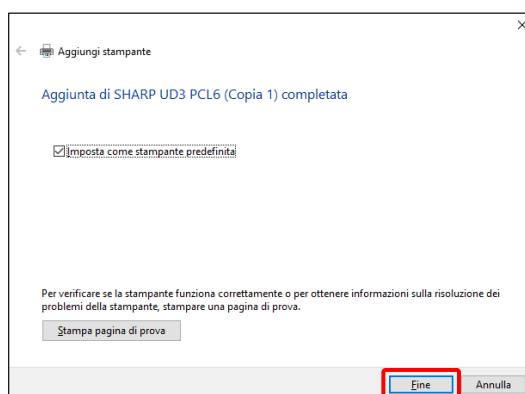 Aggiungi stampante
Aggiunta di SHARP UD3 PCL6 (Copia 1) completata
Imposta come stampante predefinita
Per verificare se la stampante funziona correttamente o per ottenere informazioni sulla risoluzione dei
problemi della stampante, stampare una pagina di prova.
Stampa pagina di prova
Fine Annulla